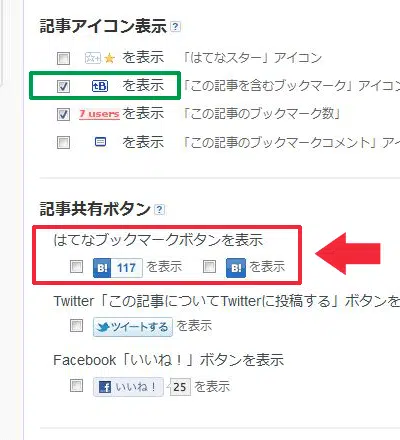 記事アイコン表示 ?
を表示 「はてなスター」アイコン
tB を表示 「この記事を含むブックマーク」アイコン
7 users を表示 「この記事のブックマーク数」
を表示 「この記事のブックマークコメント」アイ
記事共有ボタン ?
はてなブックマークボタンを表示
B! 117 を表示 B! を表示
Twitter「この記事についてTwitterに投稿する」ボタンを
ツイートする を表示
Facebook「いいね！」ボタンを表示
f いいね！ 25 を表示